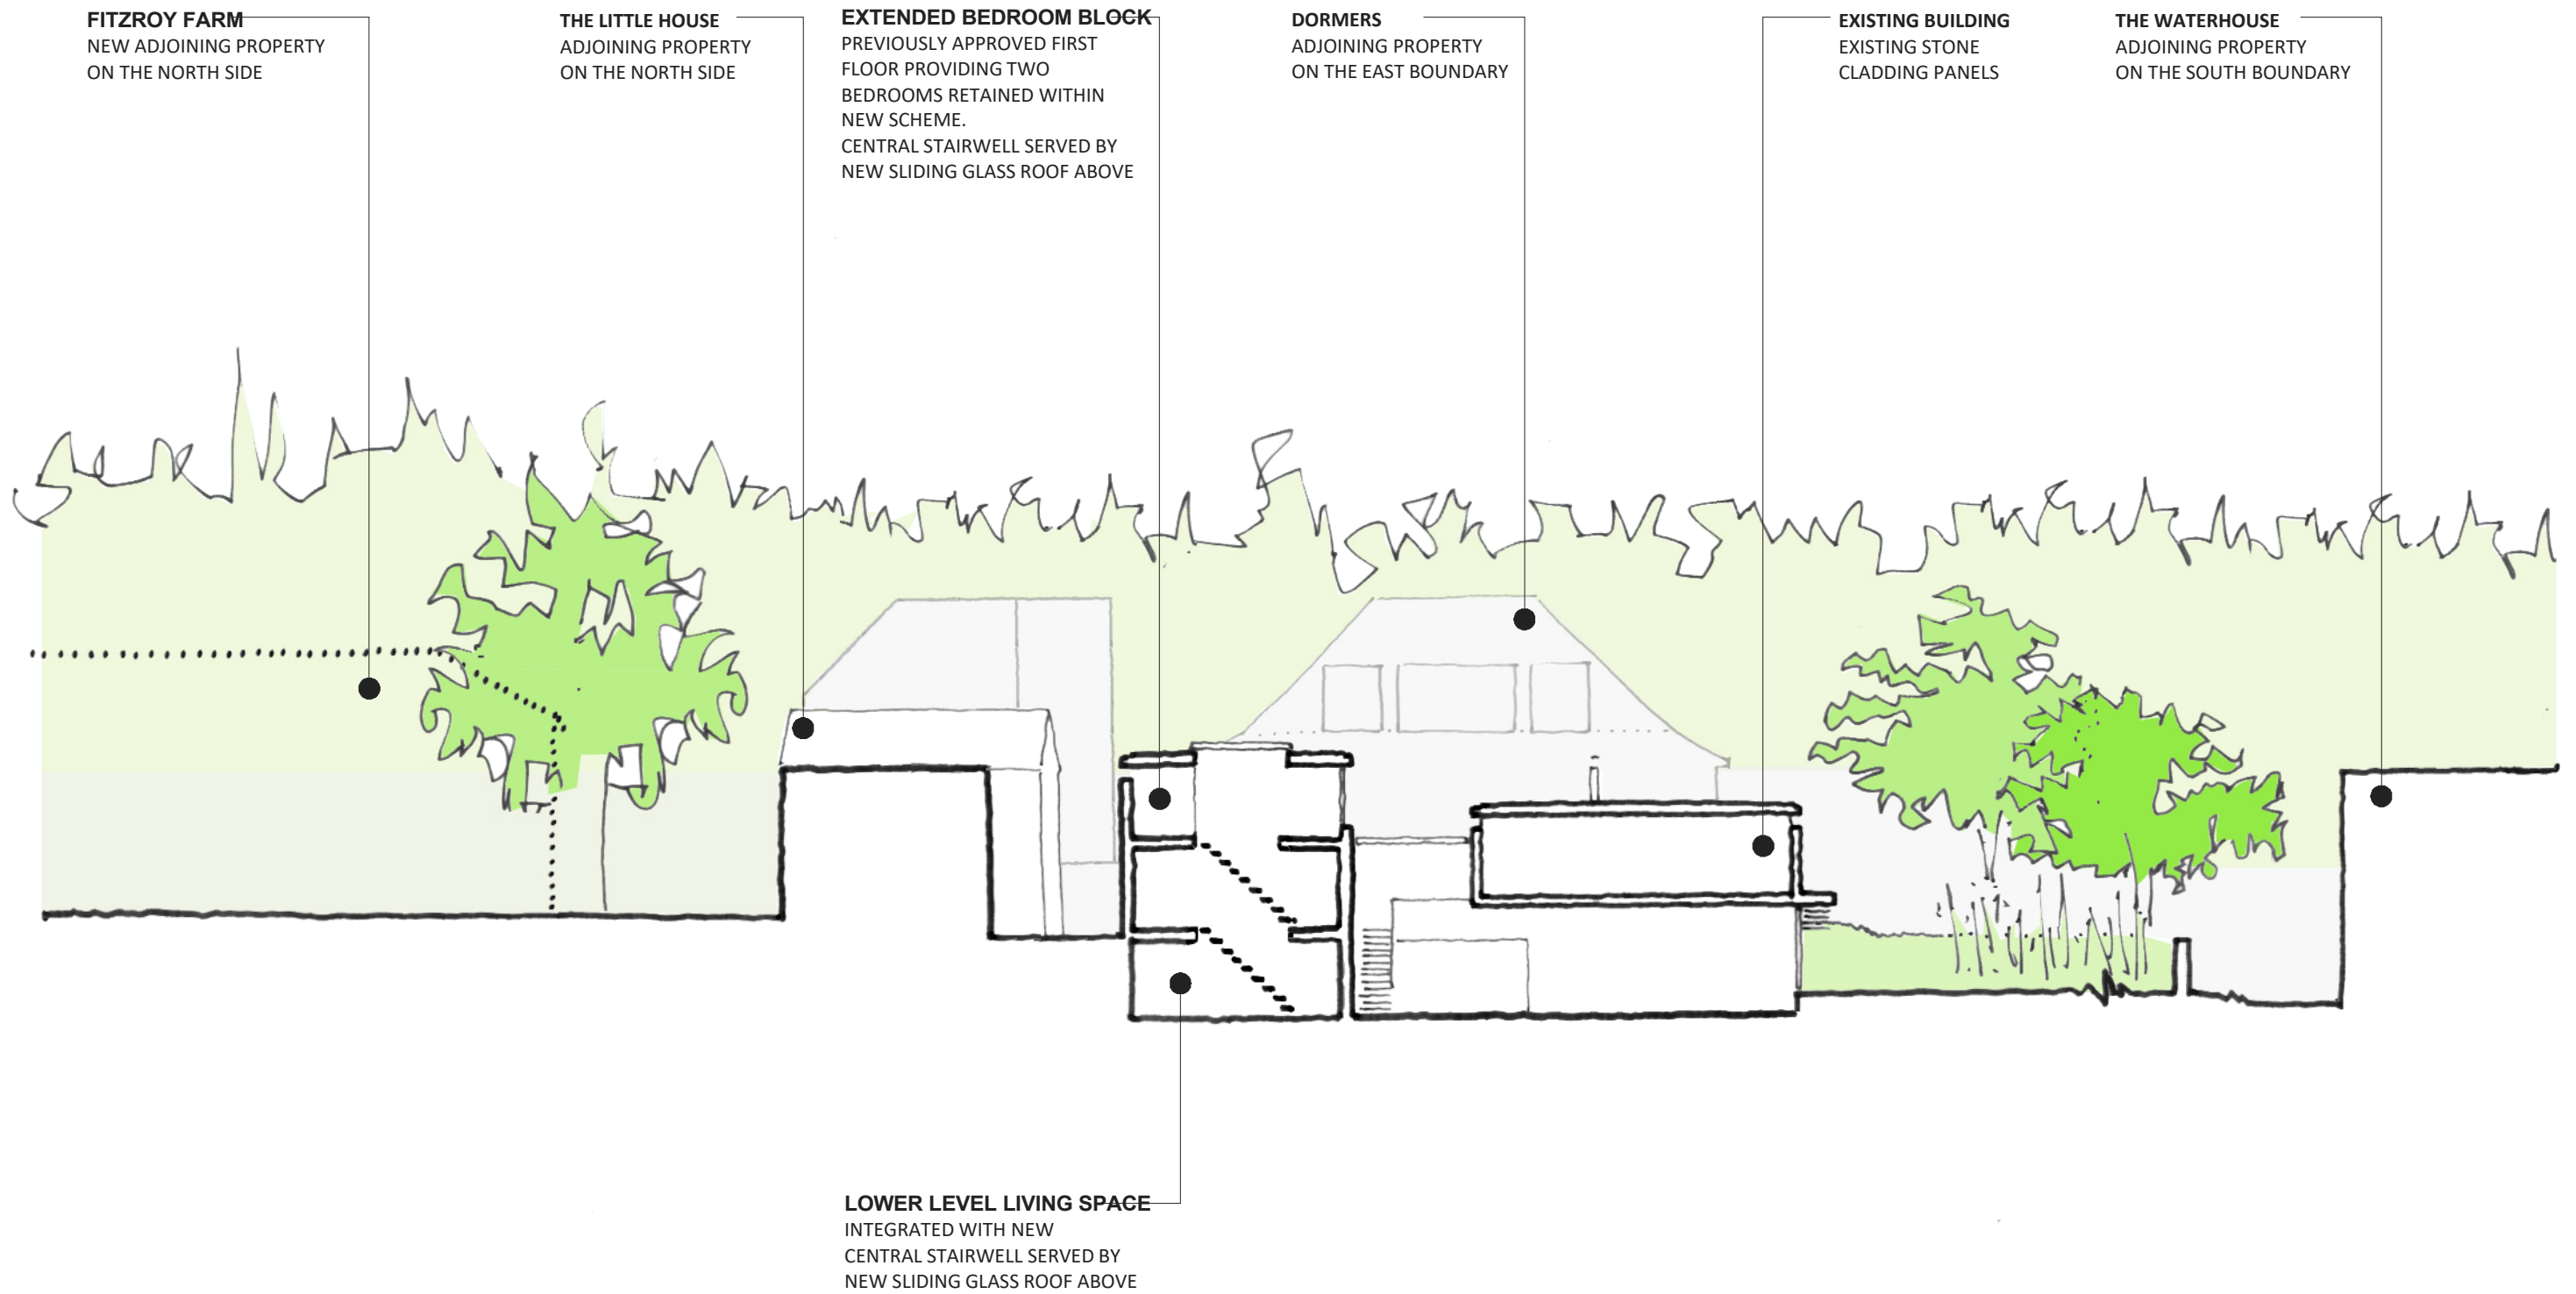 FITZROY FARM
NEW ADJOINING PROPERTY
ON THE NORTH SIDE
THE LITTLE HOUSE
ADJOINING PROPERTY
ON THE NORTH SIDE
EXTENDED BEDROOM BLOCK
PREVIOUSLY APPROVED FIRST
FLOOR PROVIDING TWO
BEDROOMS RETAINED WITHIN
NEW SCHEME.
CENTRAL STAIRWELL SERVED BY
NEW SLIDING GLASS ROOF ABOVE
DORMERS
ADJOINING PROPERTY
ON THE EAST BOUNDARY
EXISTING BUILDING
EXISTING STONE
CLADDING PANELS
THE WATERHOUSE
ADJOINING PROPERTY
ON THE SOUTH BOUNDARY
LOWER LEVEL LIVING SPACE
INTEGRATED WITH NEW
CENTRAL STAIRWELL SERVED BY
NEW SLIDING GLASS ROOF ABOVE